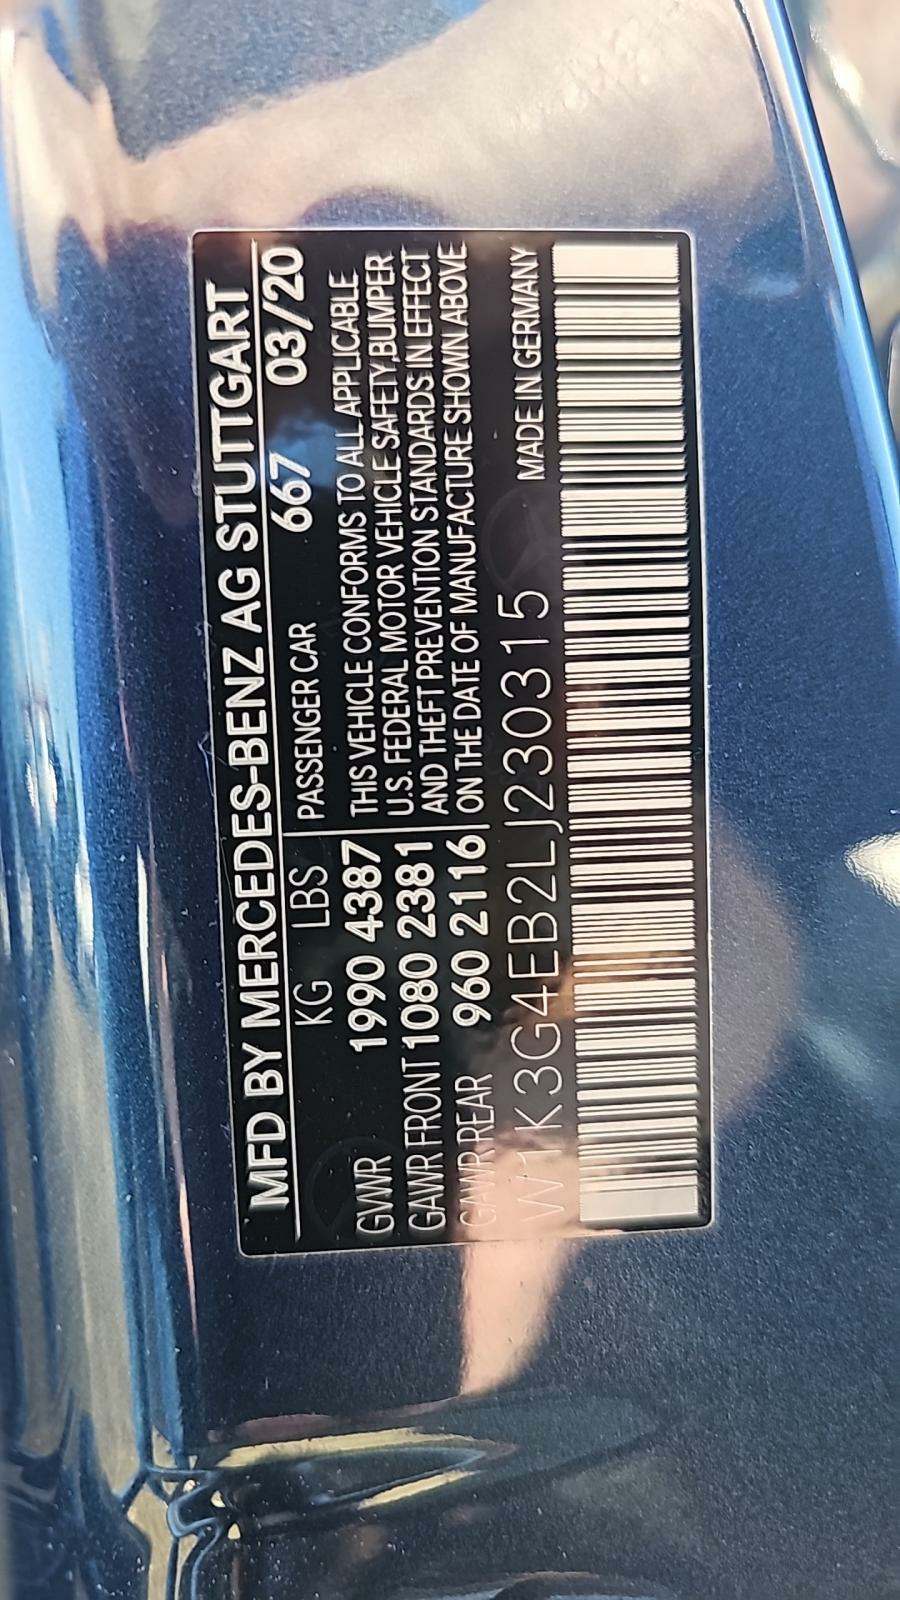 MFD BY MERCEDES-BENZ AG STUTTGART
KG LBS PASSENGER CAR 667 03/20
GVWR 1990 4387
GAWR FRONT 1080 2381
GAWR REAR 960 2116
THIS VEHICLE CONFORMS TO ALL APPLICABLE
U.S. FEDERAL MOTOR VEHICLE SAFETY,BUMPER
AND THEFT PREVENTION STANDARDS IN EFFECT
ON THE DATE OF MANUFACTURE SHOWN ABOVE
W1K3G4EB2LJ230315 MADE IN GERMANY